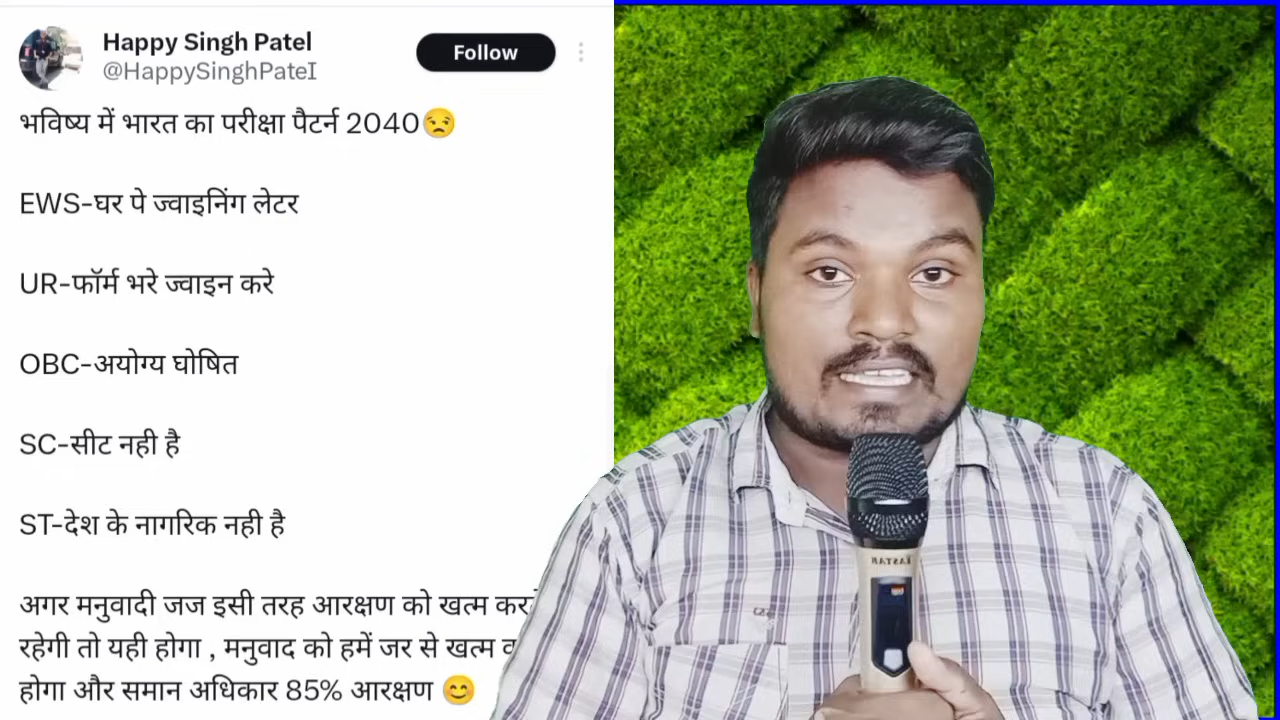 Happy Singh Patel
Follow
@HappySinghPatel
भविष्य में भारत का परीक्षा पैटर्न 2040😒
EWS-घर पे ज्वाइनिंग लेटर
UR-फॉर्म भरे ज्वाइन करे
OBC-अयोग्य घोषित
SC-सीट नही है
ST-देश के नागरिक नही है
अगर मनुवादी जज इसी तरह आरक्षण को खत्म
रहेगी तो यही होगा , मनुवाद को हमें जर से खत्म
होगा और समान अधिकार 85% आरक्षण 😊